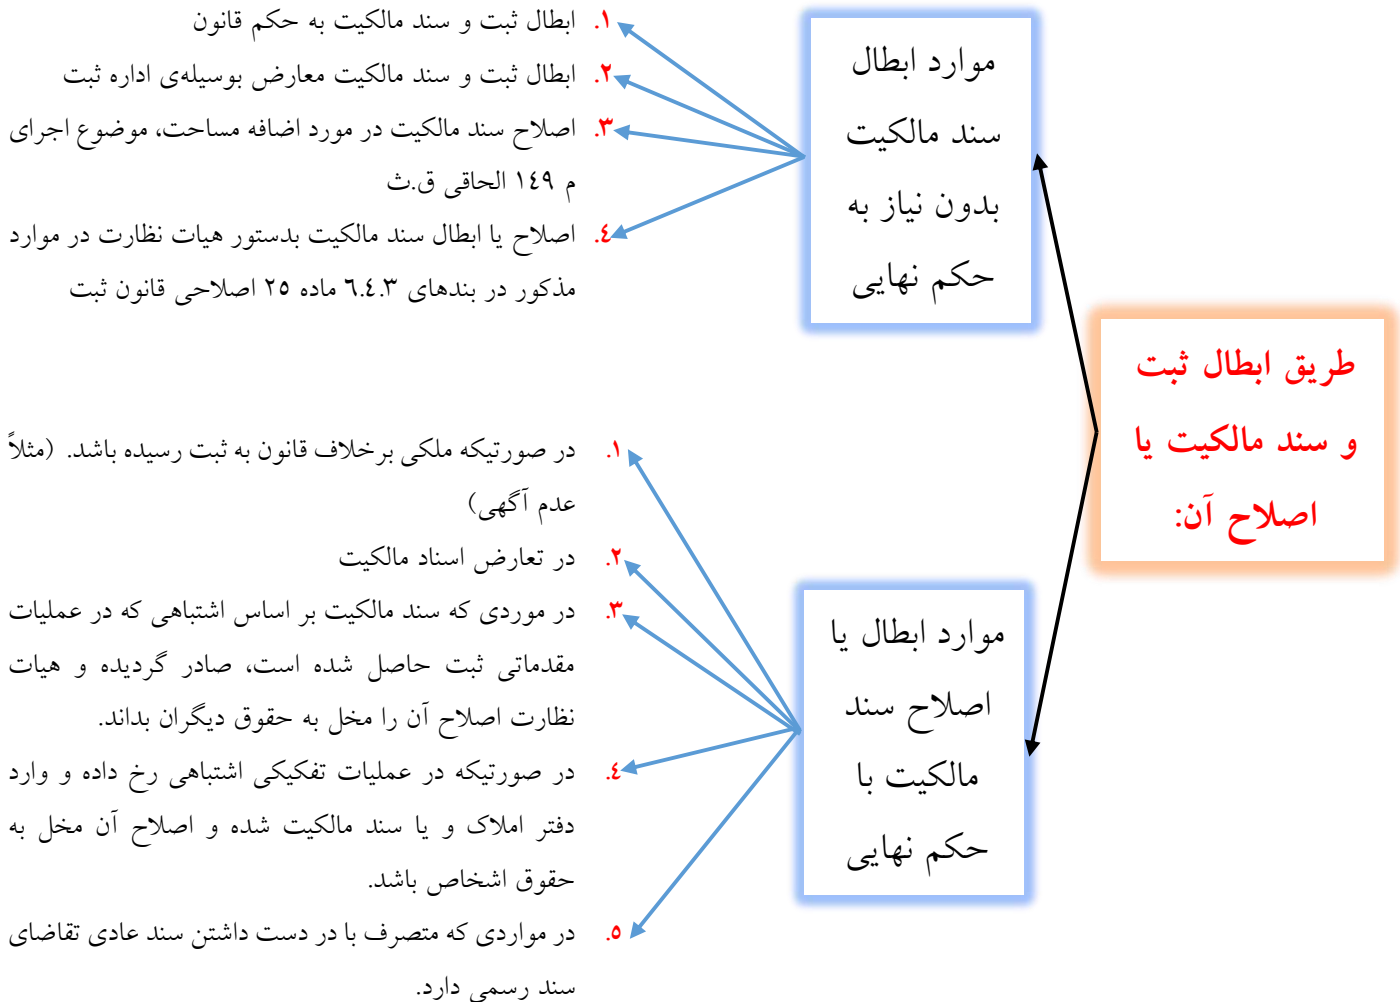 طریق ابطال ثبت
و سند مالکیت یا
اصلاح آن:
موارد ابطال
سند مالکیت
بدون نیاز به
حکم نهایی
۱. ابطال ثبت و سند مالکیت به حکم قانون
۲. ابطال ثبت و سند مالکیت معارض بوسیله‌ی اداره ثبت
۳. اصلاح سند مالکیت در مورد اضافه مساحت، موضوع اجرای
م ۱٤۹ الحاقی ق.ث
٤. اصلاح یا ابطال سند مالکیت بدستور هیات نظارت در موارد
مذکور در بندهای ٦.٤.۳ ماده ۲٥ اصلاحی قانون ثبت
موارد ابطال یا
اصلاح سند
مالکیت با
حکم نهایی
۱. در صورتیکه ملکی برخلاف قانون به ثبت رسیده باشد. (مثلاً
عدم آگهی)
۲. در تعارض اسناد مالکیت
۳. در موردی که سند مالکیت بر اساس اشتباهی که در عملیات
مقدماتی ثبت حاصل شده است، صادر گردیده و هیات
نظارت اصلاح آن را مخل به حقوق دیگران بداند.
٤. در صورتیکه در عملیات تفکیکی اشتباهی رخ داده و وارد
دفتر املاک و یا سند مالکیت شده و اصلاح آن مخل به
حقوق اشخاص باشد.
٥. در مواردی که متصرف با در دست داشتن سند عادی تقاضای
سند رسمی دارد.